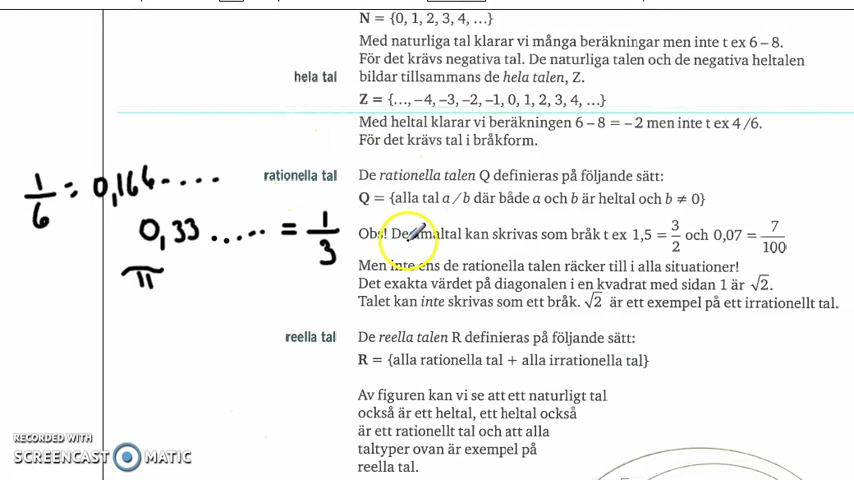 N = {0, 1, 2, 3, 4, …}
Med naturliga tal klarar vi många beräkningar men inte t ex 6 – 8.
För det krävs negativa tal. De naturliga talen och de negativa heltalen
hela tal bildar tillsammans de hela talen, Z.
Z = {…, –4, –3, –2, –1, 0, 1, 2, 3, 4, …}
Med heltal klarar vi beräkningen 6 – 8 = – 2 men inte t ex 4 / 6.
För det krävs tal i bråkform.
1/6 = 0,166....
rationella tal De rationella talen Q definieras på följande sätt:
Q = {alla tal a / b där både a och b är heltal och b ≠ 0}
0,33 ..... = 1/3
Obs! Decimaltal kan skrivas som bråk t ex 1,5 = 3/2 och 0,07 = 7/100
π
Men inte ens de rationella talen räcker till i alla situationer!
Det exakta värdet på diagonalen i en kvadrat med sidan 1 är √2.
Talet kan inte skrivas som ett bråk. √2 är ett exempel på ett irrationellt tal.
reella tal De reella talen R definieras på följande sätt:
R = {alla rationella tal + alla irrationella tal}
Av figuren kan vi se att ett naturligt tal
också är ett heltal, ett heltal också
är ett rationellt tal och att alla
taltyper ovan är exempel på
reella tal.
RECORDED WITH
SCREENCAST MATIC